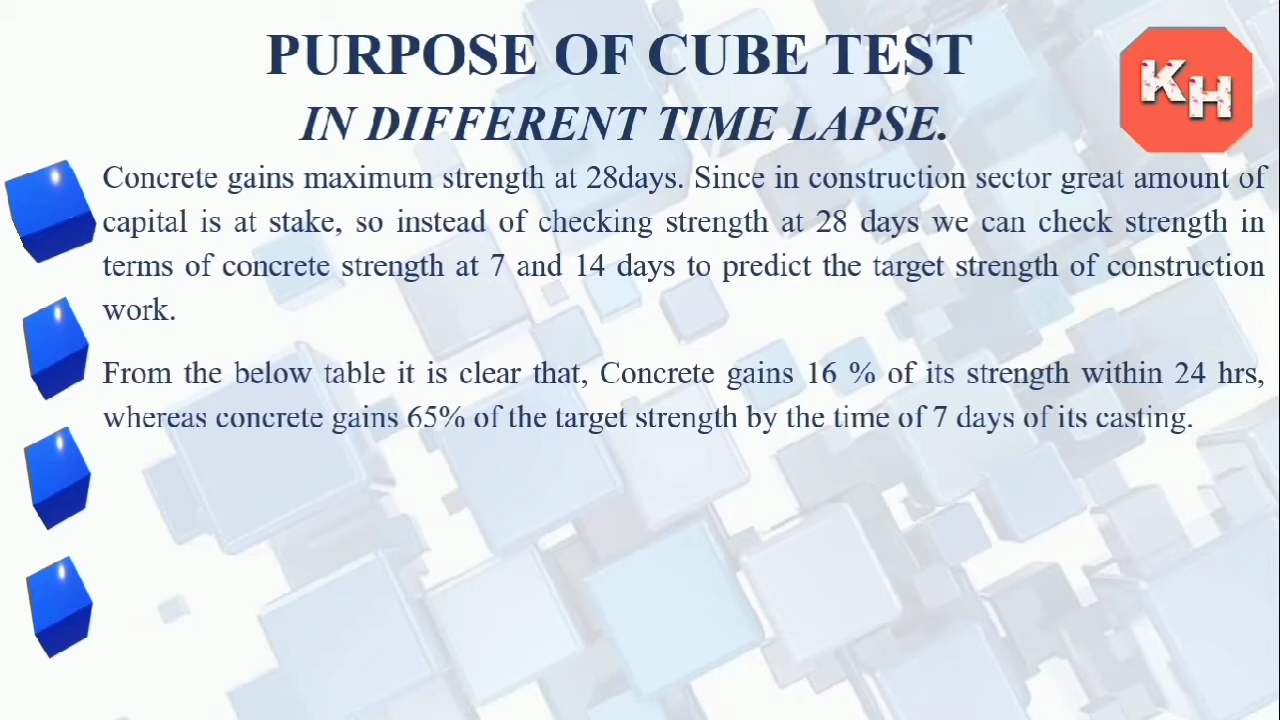 PURPOSE OF CUBE TEST
IN DIFFERENT TIME LAPSE.
KH
Concrete gains maximum strength at 28days. Since in construction sector great amount of
capital is at stake, so instead of checking strength at 28 days we can check strength in
terms of concrete strength at 7 and 14 days to predict the target strength of construction
work.
From the below table it is clear that, Concrete gains 16 % of its strength within 24 hrs,
whereas concrete gains 65% of the target strength by the time of 7 days of its casting.